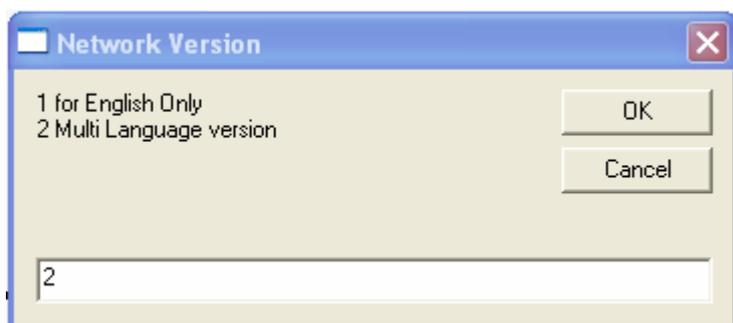 Network Version
1 for English Only
2 Multi Language version
OK
Cancel
2